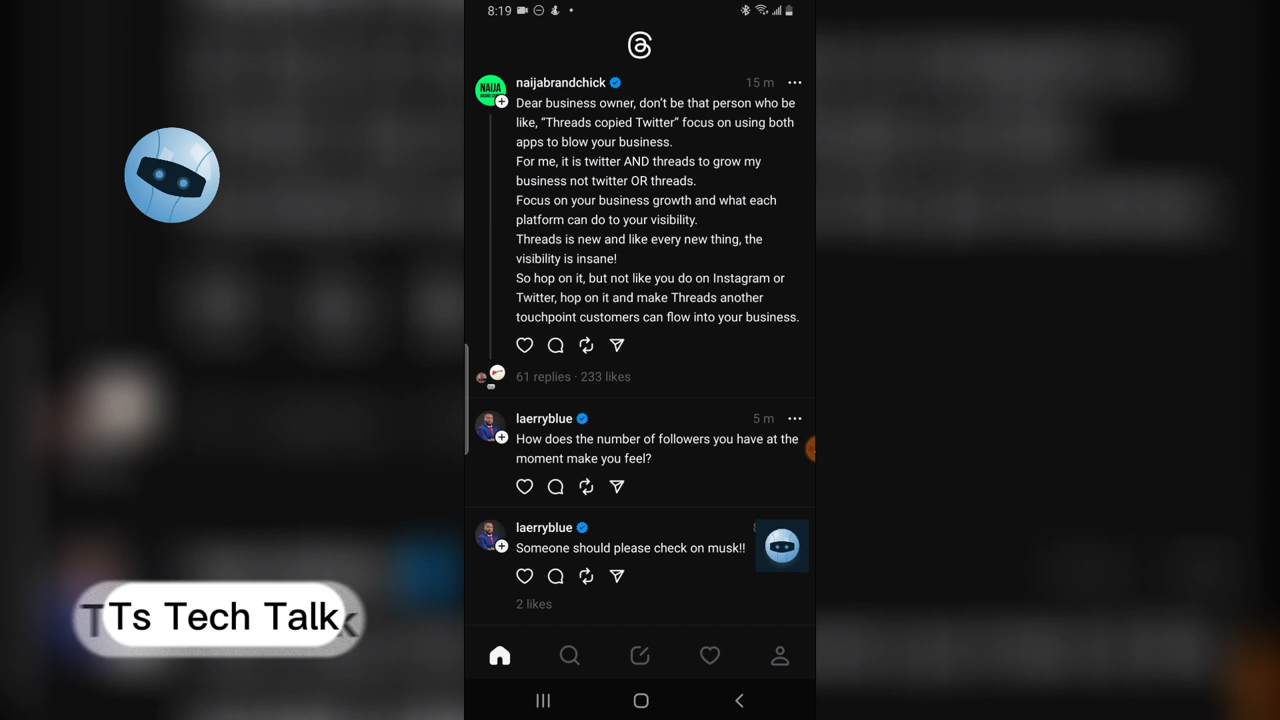 8:19
naijabrandchick 15 m
NAIJA
Dear business owner, don't be that person who be
like, “Threads copied Twitter” focus on using both
apps to blow your business.
For me, it is twitter AND threads to grow my
business not twitter OR threads.
Focus on your business growth and what each
platform can do to your visibility.
Threads is new and like every new thing, the
visibility is insane!
So hop on it, but not like you do on Instagram or
Twitter, hop on it and make Threads another
touchpoint customers can flow into your business.
61 replies · 233 likes
laerryblue 5 m
How does the number of followers you have at the
moment make you feel?
laerryblue
Someone should please check on musk!!
2 likes
Ts Tech Talk